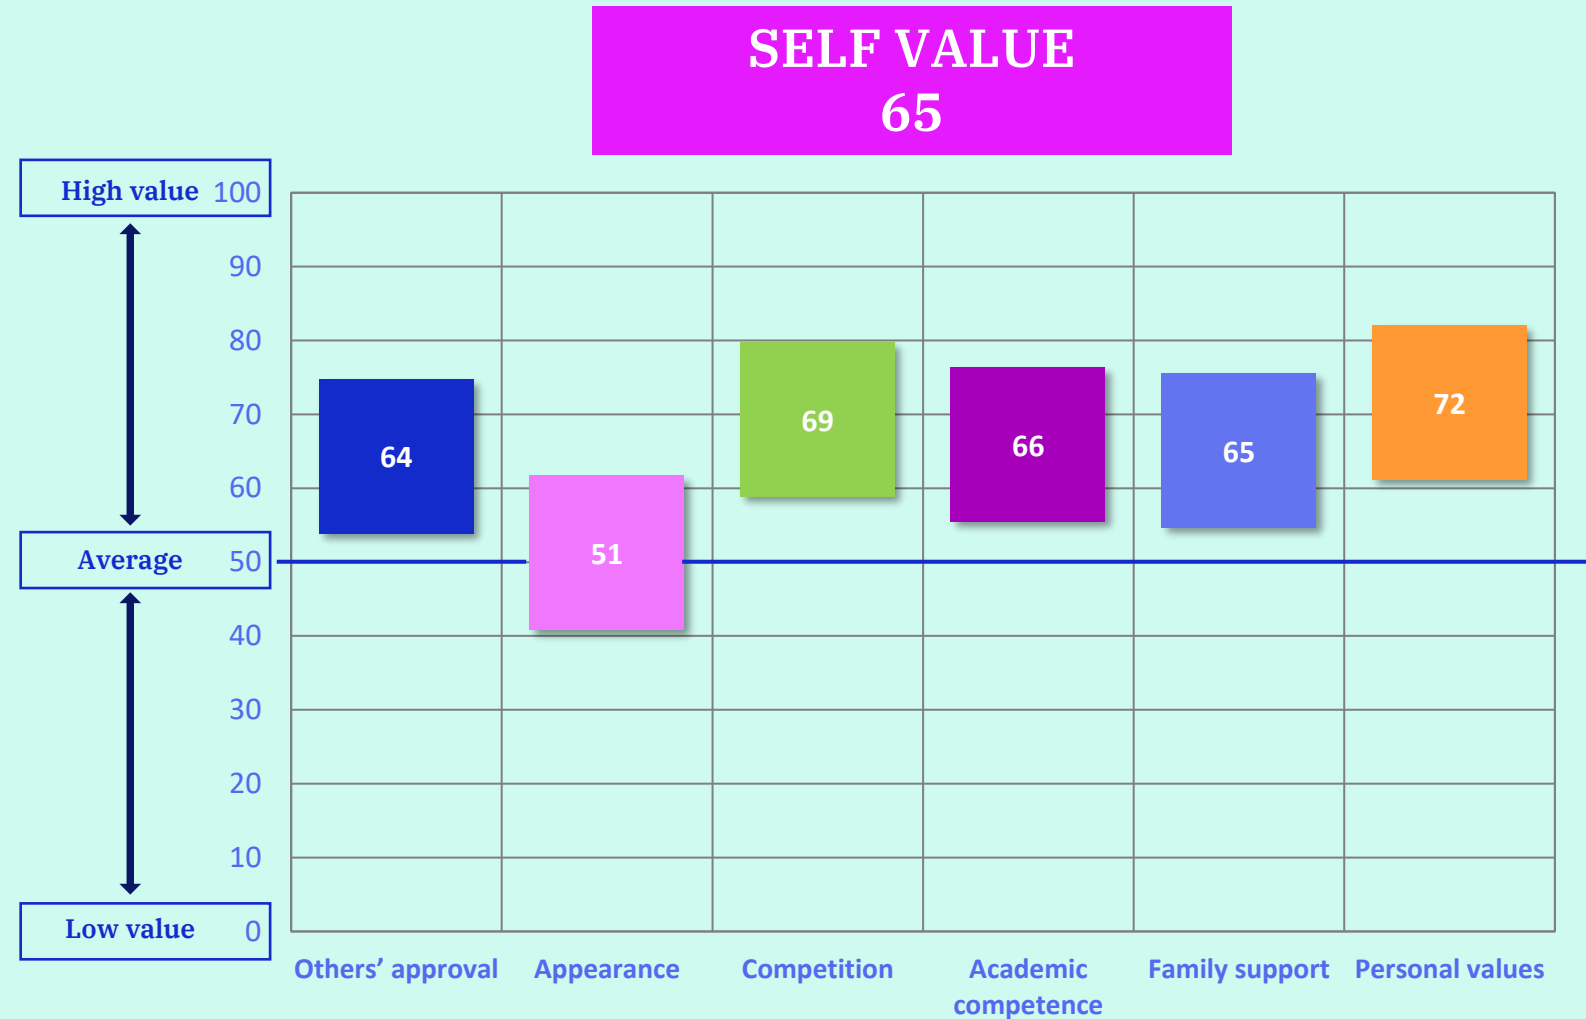 SELF VALUE
65
High value 100
90
80
70
60
Average 50
40
30
20
10
Low value 0
64
51
69
66
65
72
Others’ approval
Appearance
Competition
Academic
competence
Family support
Personal values